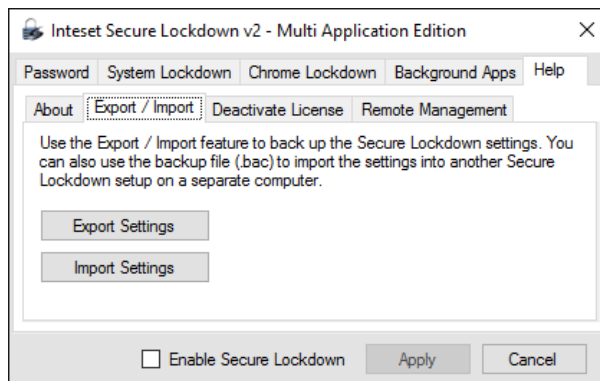 Inteset Secure Lockdown v2 - Multi Application Edition
Password System Lockdown Chrome Lockdown Background Apps Help
About Export / Import Deactivate License Remote Management
Use the Export / Import feature to back up the Secure Lockdown settings. You
can also use the backup file (.bac) to import the settings into another Secure
Lockdown setup on a separate computer.
Export Settings
Import Settings
Enable Secure Lockdown Apply Cancel